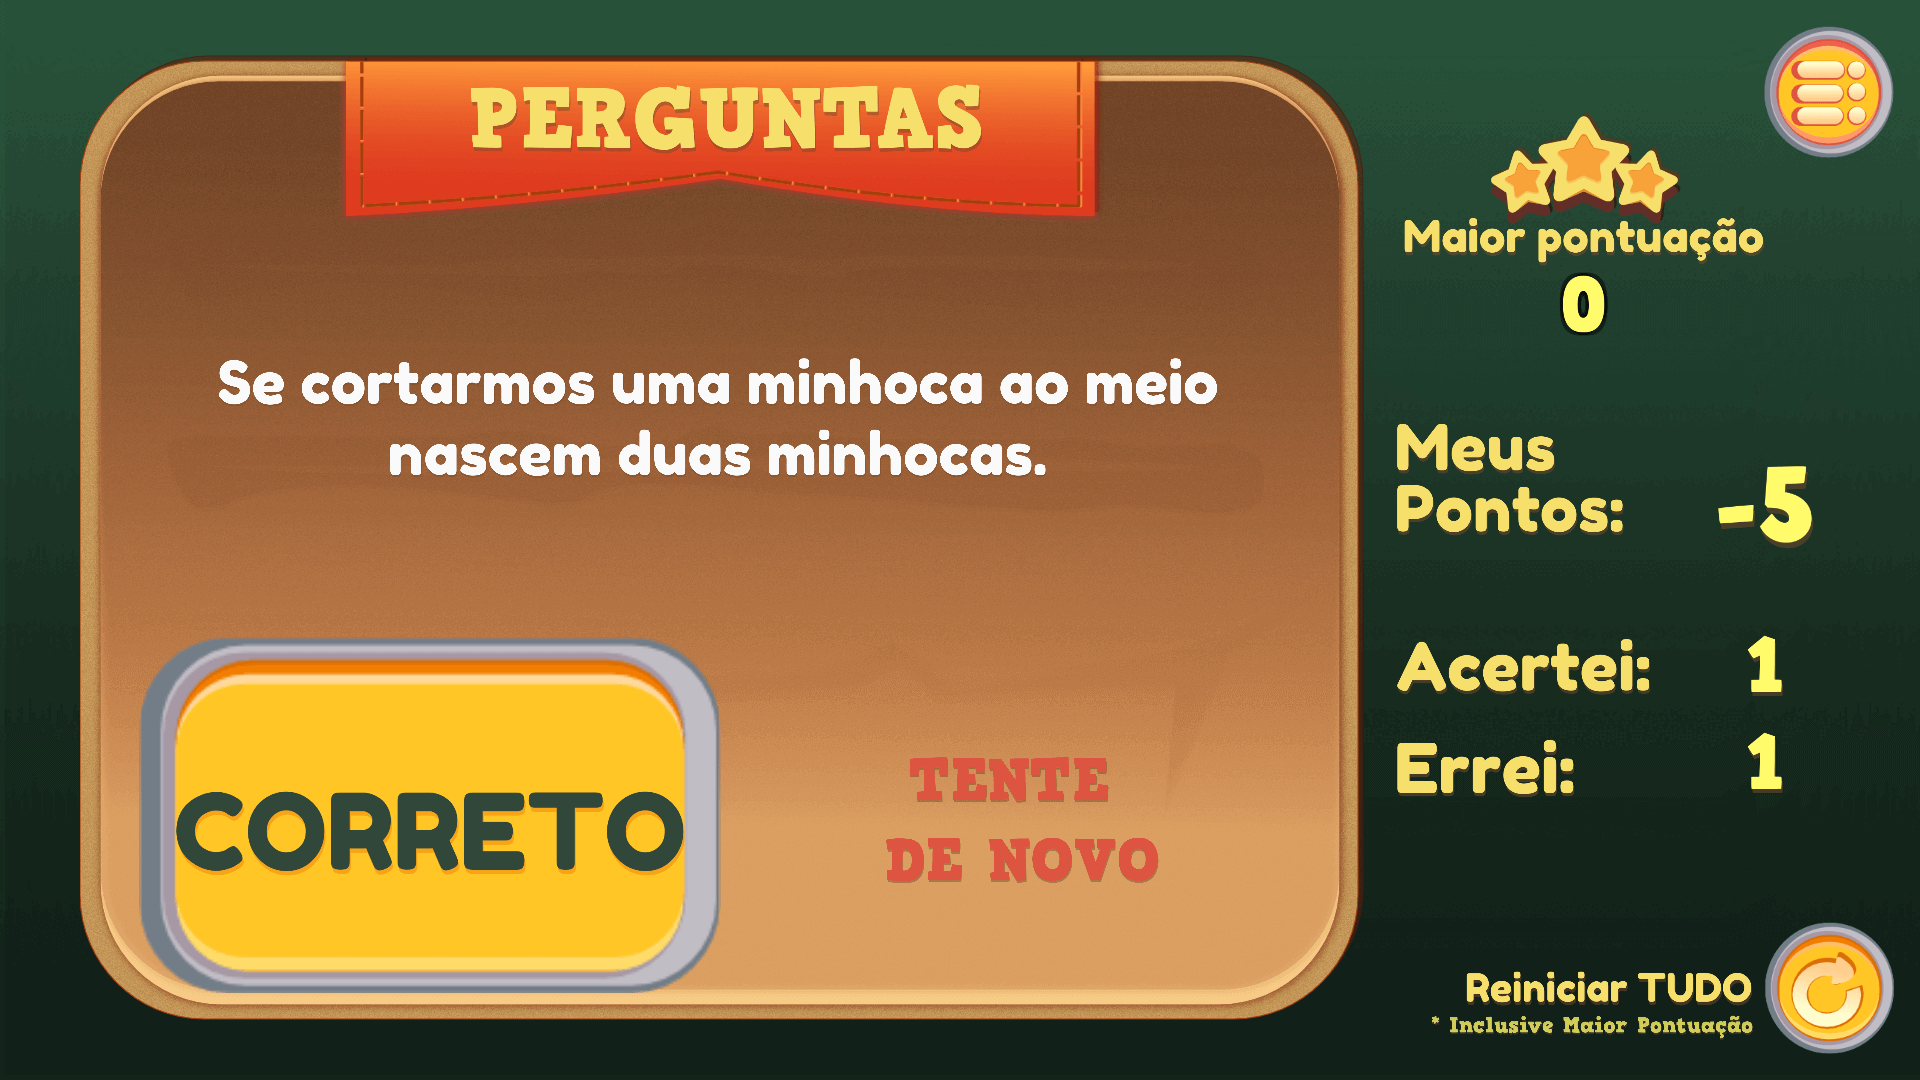 PERGUNTAS
Se cortarmos uma minhoca ao meio
nascem duas minhocas.
CORRETO
TENTE
DE NOVO
Maior pontuação
0
Meus
Pontos: -5
Acertei: 1
Errei: 1
Reiniciar TUDO
* Inclusive Maior Pontuação